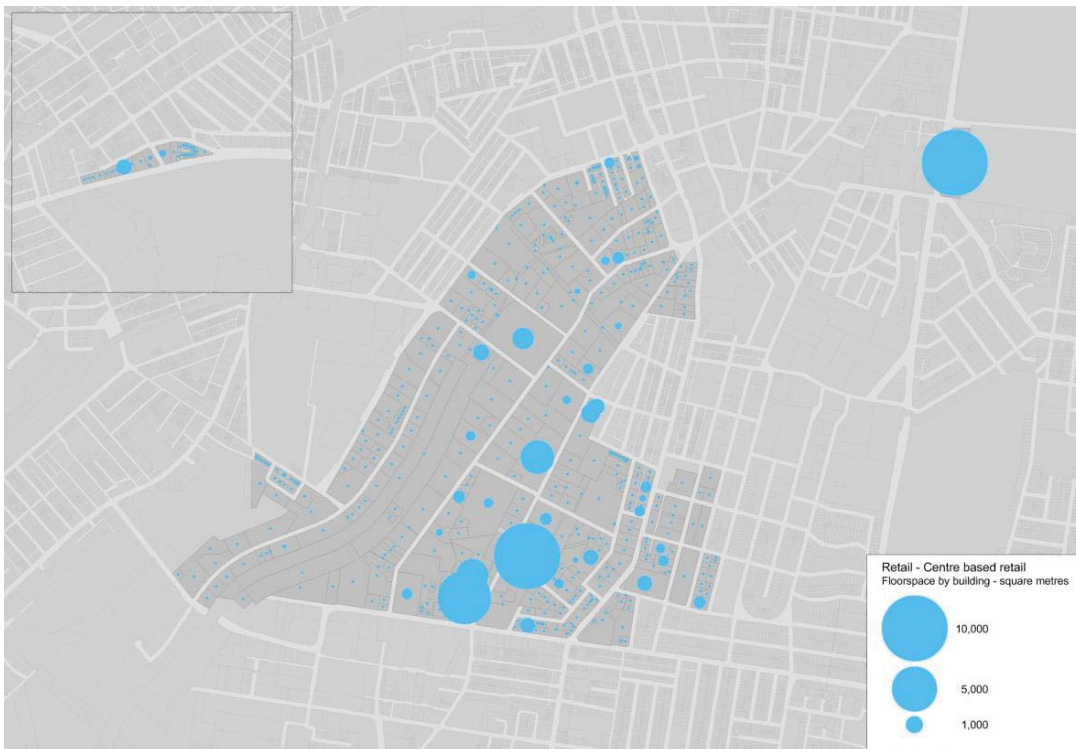 Retail - Centre based retail
Floorspace by building - square metres
10,000
5,000
1,000